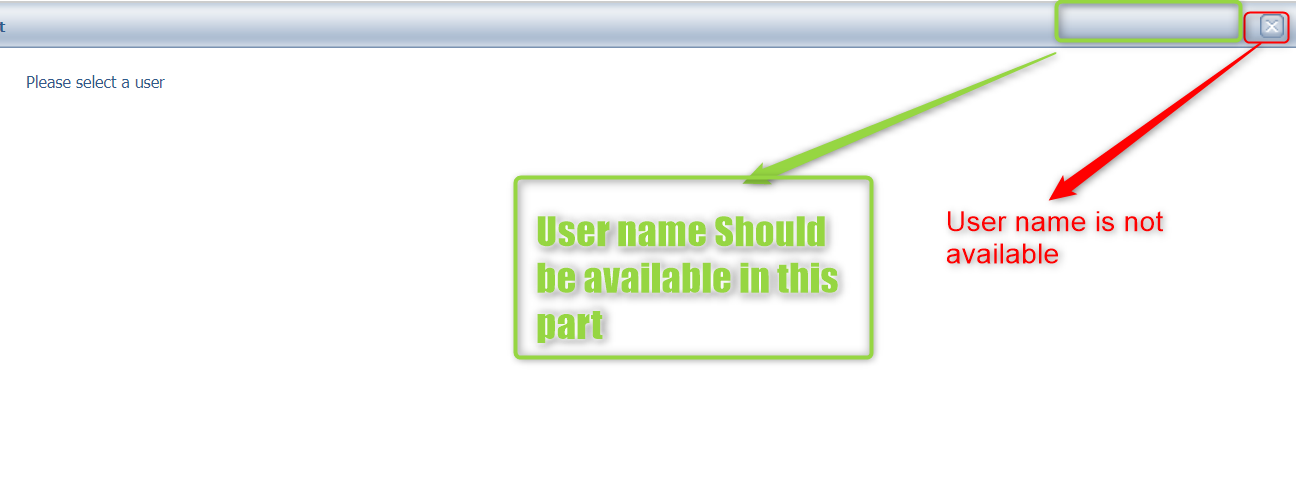 t
Please select a user
User name Should
be available in this
part
User name is not
available